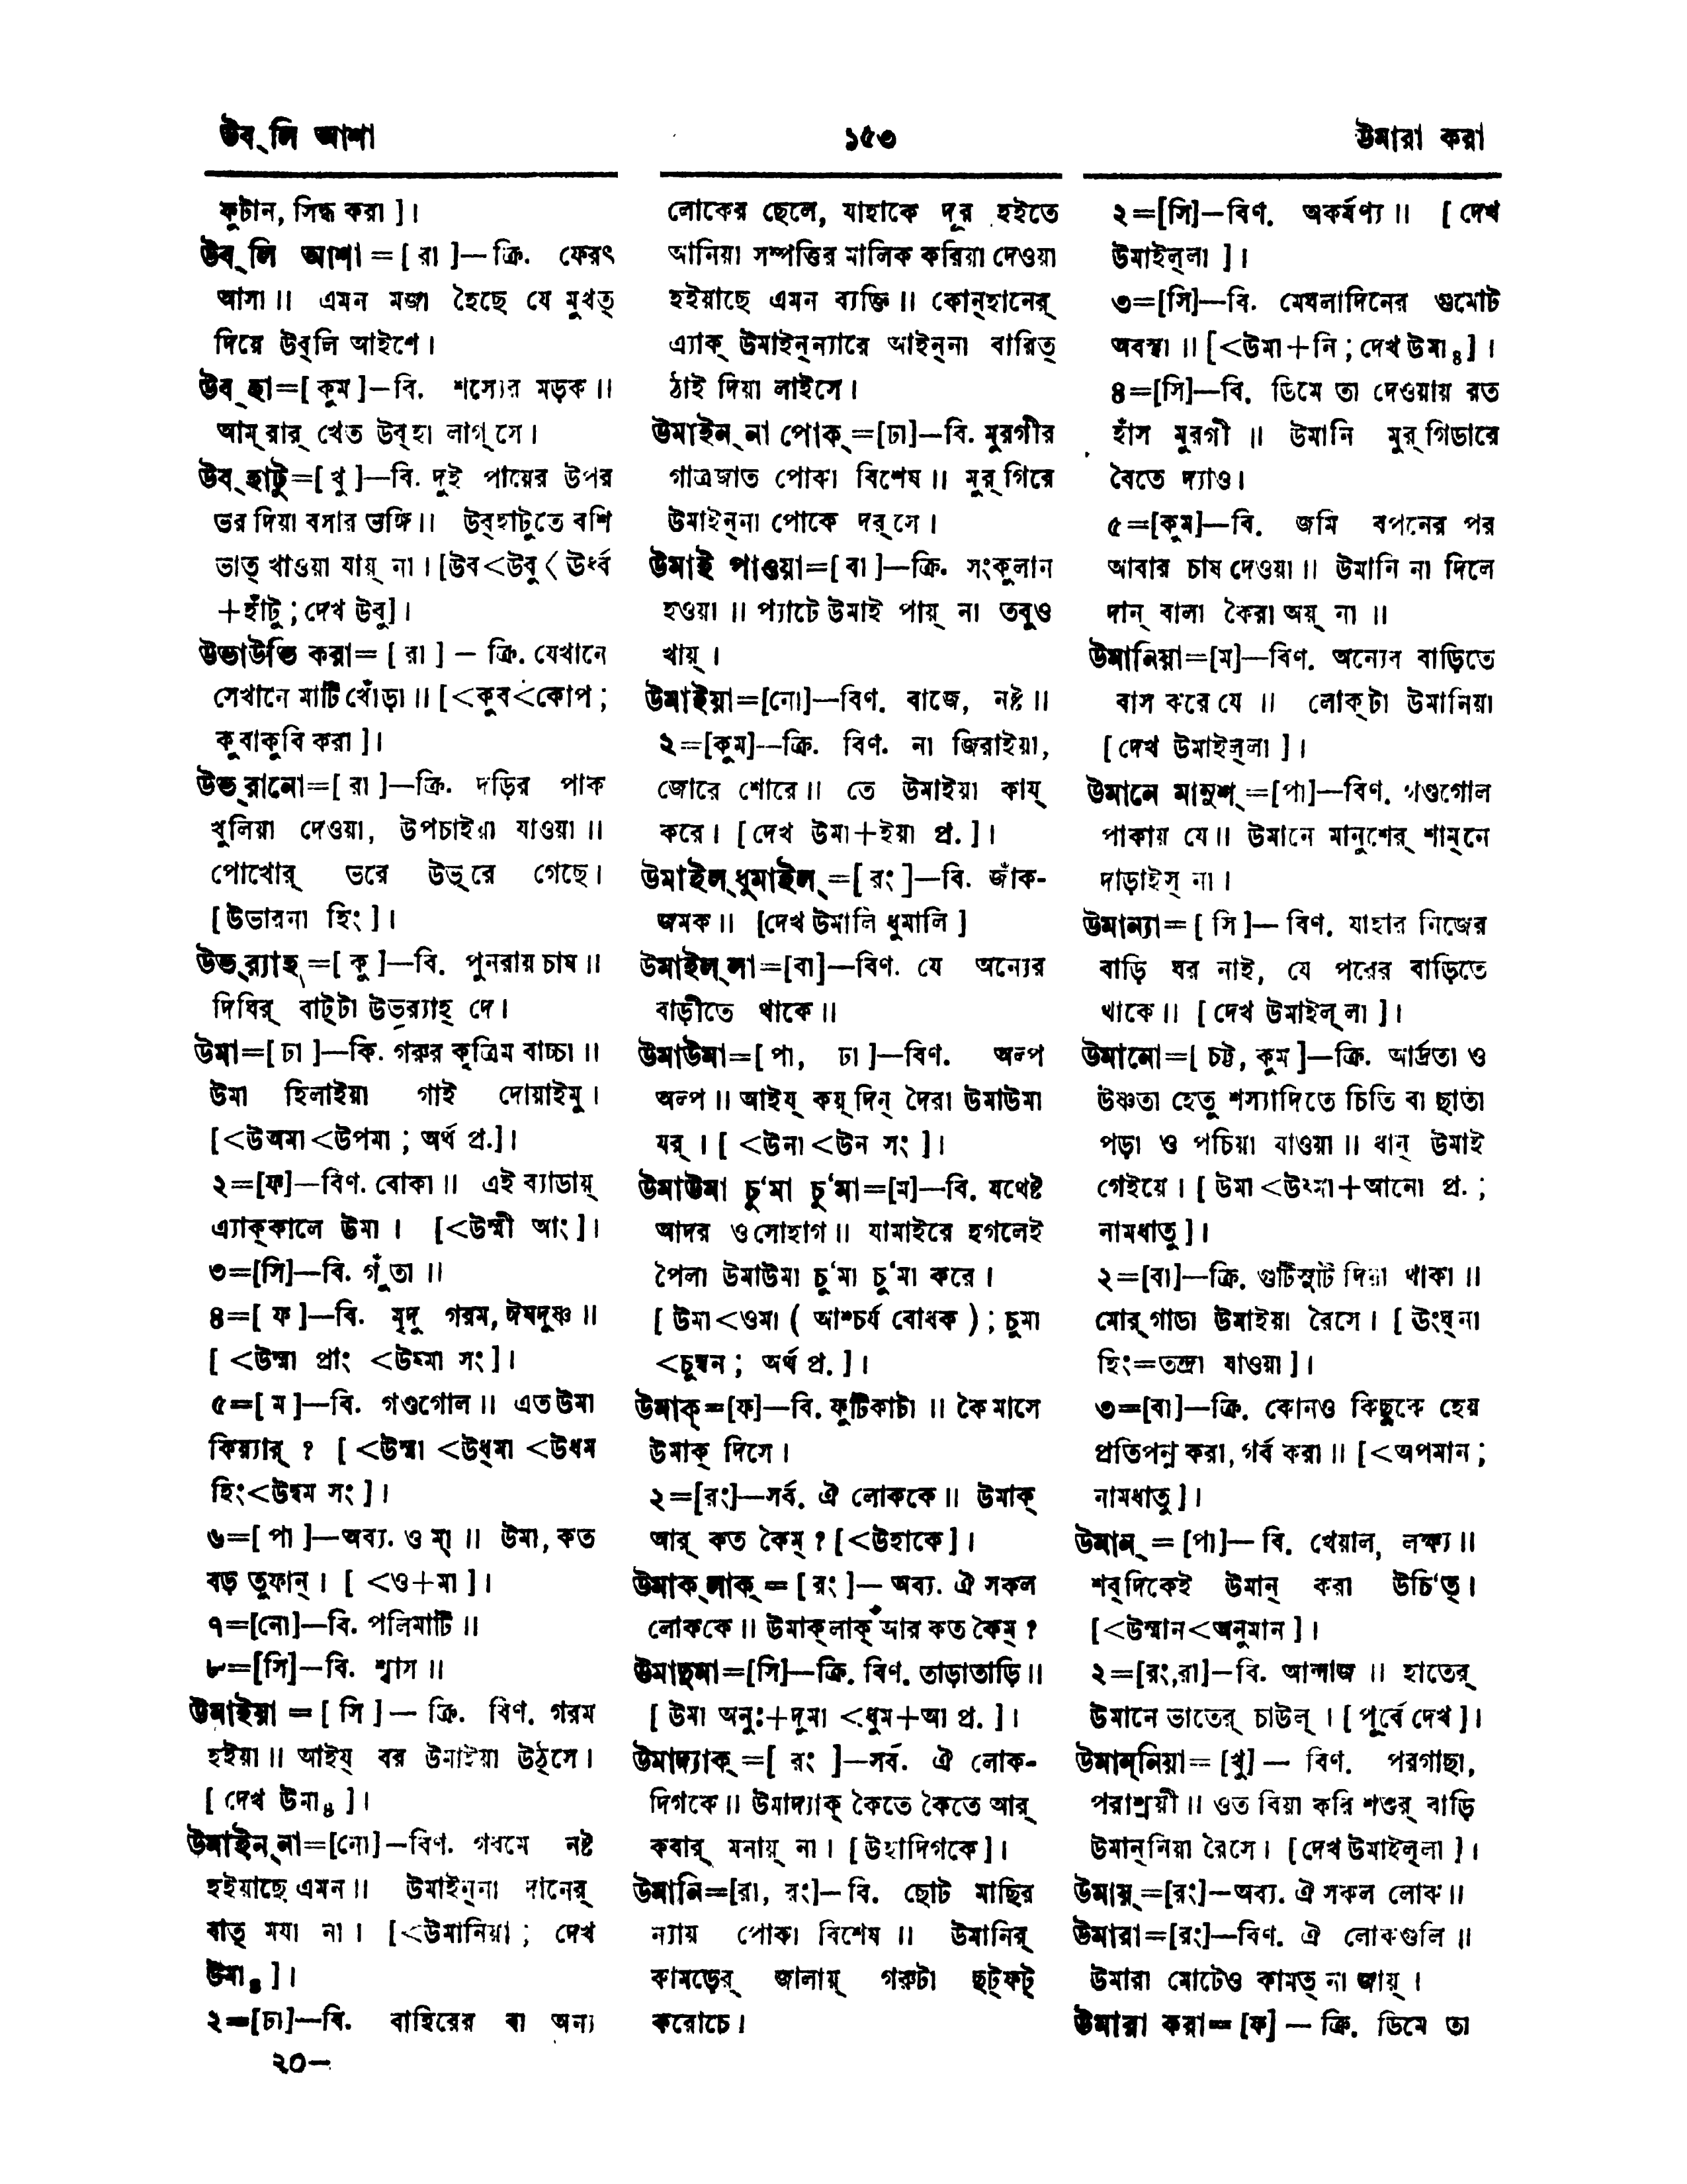 উব্‌লি আশা
১৫৩
উমারা করা
ফুটান, সিদ্ধ করা ]।
উব্‌লি আশা=[ রা ]—ক্রি. ফেরৎ
আসা॥ এমন মজা হৈছে যে মুখত্
দিয়ে উব্‌লি আইশে।
উব্‌হা=[ কুম ]—বি. শস্যের মড়ক॥
আম্‌রার্ খেত উব্‌হা লাগ্‌সে।
উব্‌হাটু=[ খু ]—বি. দুই পায়ের উপর
ভর দিয়া বসার ভঙ্গি॥ উব্‌হাটুতে বশি
ভাত্ খাওয়া যায়্ না। [উব<উবু<ঊর্ধ্ব
+হাঁটু; দেখ উবু]।
উভাউভি করা= [ রা ] — ক্রি. যেখানে
সেখানে মাটি খোঁড়া॥ [<কুব<কোপ;
কুবাকুবি করা ]।
উভ্‌রানো=[ রা ]—ক্রি. দড়ির পাক
খুলিয়া দেওয়া, উপচাইয়া যাওয়া॥
পোখোর্ ভরে উভ্‌রে গেছে।
[ উভারনা হিং ]।
উভ্‌র‍্যাহ্=[ কু ]—বি. পুনরায় চাষ॥
দিঘির্ বাট্‌টা উভ্‌র‍্যাহ্ দে।
উমা=[ ঢা ]—কি. গরুর কৃত্রিম বাচ্চা॥
উমা হিলাইয়া গাই দোয়াইমু।
[<উঅমা<উপমা; অর্থ প্র.]।
২=[ফ]—বিণ. বোকা॥ এই ব্যাডায়্
এ্যাক্‌কালে উমা। [<উম্মী আং]।
৩=[সি]—বি. গুঁতা॥
৪=[ ফ ]—বি. মৃদু গরম, ঈষদুষ্ণ॥
[ <উম্মা প্রাং <উষ্মা সং ]।
৫=[ ম ]—বি. গণ্ডগোল॥ এত উমা
কিয়্যার্? [ <উম্মা <উধ্‌মা <উধম
হিং<উদ্বম সং ]।
৬=[ পা ]—অব্য. ও মা॥ উমা, কত
বড় তুফান্। [ <ও+মা ]।
৭=[নো]—বি. পলিমাটি॥
৮=[সি]—বি. শ্বাস॥
উমাইয়া = [ সি ] — ক্রি. বিণ. গরম
হইয়া॥ আইয্ বর উমাইয়া উঠ্‌সে।
[ দেখ উমা৪ ]।
উমাইন্‌না=[নো]—বিণ. গরমে নষ্ট
হইয়াছে এমন॥ উমাইন্‌না দানের্
বাত্ মযা না। [<উমানিয়া; দেখ
উমা৪ ]।
২=[ঢা]—বি. বাহিরের বা অন্য
২০—
লোকের ছেলে, যাহাকে দূর হইতে
আনিয়া সম্পত্তির মালিক করিয়া দেওয়া
হইয়াছে এমন ব্যক্তি॥ কোন্‌হানের্
এ্যাক্ উমাইন্‌ন্যারে আইন্‌না বারিত্
ঠাই দিয়া লাইসে।
উমাইন্‌না পোক্=[ঢা]—বি. মুরগীর
গাত্রজাত পোকা বিশেষ॥ মুর্‌গিরে
উমাইন্‌না পোকে দর্‌সে।
উমাই পাওয়া=[ বা ]—ক্রি. সংকুলান
হওয়া॥ প্যাটে উমাই পায়্ না তবুও
খায়্।
উমাইয়া=[নো]—বিণ. বাজে, নষ্ট॥
২=[কুম]—ক্রি. বিণ. না জিরাইয়া,
জোরে শোরে॥ তে উমাইয়া কায্
করে। [ দেখ উমা+ইয়া প্র. ]।
উমাইল্‌ধুমাইল্=[ রং ]—বি. জাঁক-
জমক॥ [দেখ উমালি ধুমালি ]
উমাইল্‌লা=[বা]—বিণ. যে অন্যের
বাড়ীতে থাকে॥
উমাউমা=[ পা, ঢা ]—বিণ. অল্প
অল্প॥ আইয্ কয়্ দিন্ দৈরা উমাউমা
যর্। [ <উনা<উন সং ]।
উমাউমা চু‘মা চু‘মা=[ম]—বি. যথেষ্ট
আদর ও সোহাগ॥ যামাইরে হগলেই
পৈলা উমাউমা চু‘মা চু‘মা করে।
[ উমা<ওমা ( আশ্চর্য বোধক ); চুমা
<চুম্বন; অর্থ প্র. ]।
উমাক্=[ফ]—বি. ফুটিকাটা॥ কৈ মাসে
উমাক্ দিসে।
২=[রং]—সর্ব. ঐ লোককে॥ উমাক্
আর্ কত কৈম্? [<উহাকে]।
উমাক্‌লাক্ = [ রং ]— অব্য. ঐ সকল
লোককে॥ উমাক্‌লাক্ আর কত কৈম্?
উমাদুমা=[সি]—ক্রি. বিণ. তাড়াতাড়ি॥
[ উমা অনুঃ+দুমা <ধুম+আ প্র. ]।
উমাদ্যাক্=[ রং ]—সর্ব. ঐ লোক-
দিগকে॥ উমাদ্যাক্ কৈতে কৈতে আর্
কবার্ মনায়্ না। [ উহাদিগকে ]।
উমানি=[রা, রং]—বি. ছোট মাছির
ন্যায় পোকা বিশেষ॥ উমানির্
কামড়ের্ জালায়্ গরুটা ছট্‌ফট্
করোচে।
২=[সি]—বিণ. অকর্মণ্য॥ [ দেখ
উমাইল্‌লা ]।
৩=[সি]—বি. মেঘলাদিনের গুমোট
অবস্থা॥ [<উমা+নি; দেখ উমা৪]।
৪=[সি]—বি. ডিমে তা দেওয়ায় রত
হাঁস মুরগী॥ উমানি মুর্‌গিডারে
বৈতে দ্যাও।
৫=[কুম]—বি. জমি বপনের পর
আবার চাষ দেওয়া॥ উমানি না দিলে
দান্ বালা কৈরা অয়্ না॥
উমানিয়া=[ম]—বিণ. অন্যের বাড়িতে
বাস করে যে॥ লোক্‌টা উমানিয়া
[ দেখ উমাইল্‌লা ]।
উমানে মানুশ্=[পা]—বিণ. গণ্ডগোল
পাকায় যে॥ উমানে মানুশের্ শাম্‌নে
দাড়াইস্ না।
উমান্যা=[ সি ]— বিণ. যাহার নিজের
বাড়ি ঘর নাই, যে পরের বাড়িতে
থাকে॥ [ দেখ উমাইল্‌লা ]।
উমানো=[ চট্ট, কুম ]—ক্রি. আর্দ্রতা ও
উষ্ণতা হেতু শস্যাদিতে চিতি বা ছাতা
পড়া ও পচিয়া যাওয়া॥ ধান্ উমাই
গেইয়ে। [ উমা<উষ্মা+আনো প্র.;
নামধাতু ]।
২=[বা]—ক্রি. গুটিসুটি দিয়া থাকা॥
মোর্ গাডা উমাইয়া রৈসে। [ ঊংঘ্‌না
হিং=তন্দ্রা যাওয়া ]।
৩=[বা]—ক্রি. কোনও কিছুকে হেয়
প্রতিপন্ন করা, গর্ব করা॥ [<অপমান;
নামধাতু ]।
উমান্ = [পা]— বি. খেয়াল, লক্ষ্য॥
শব্‌দিকেই উমান্ করা উচি‘ত্।
[<উন্মান<অনুমান ]।
২=[রং,রা]—বি. আন্দাজ॥ হাতের্
উমানে ভাতের্ চাউল্। [ পূর্বে দেখ ]।
উমান্‌নিয়া= [খু] — বিণ. পরগাছা,
পরাশ্রয়ী॥ ওত বিয়া করি শশুর্ বাড়ি
উমান্‌নিয়া রৈসে। [দেখ উমাইল্‌লা ]।
উমায়্=[রং]—অব্য. ঐ সকল লোক॥
উমারা=[রং]—বিণ. ঐ লোকগুলি॥
উমারা মোটেও কামত্ না জায়্।
উমারা করা= [ফ] — ক্রি. ডিমে তা